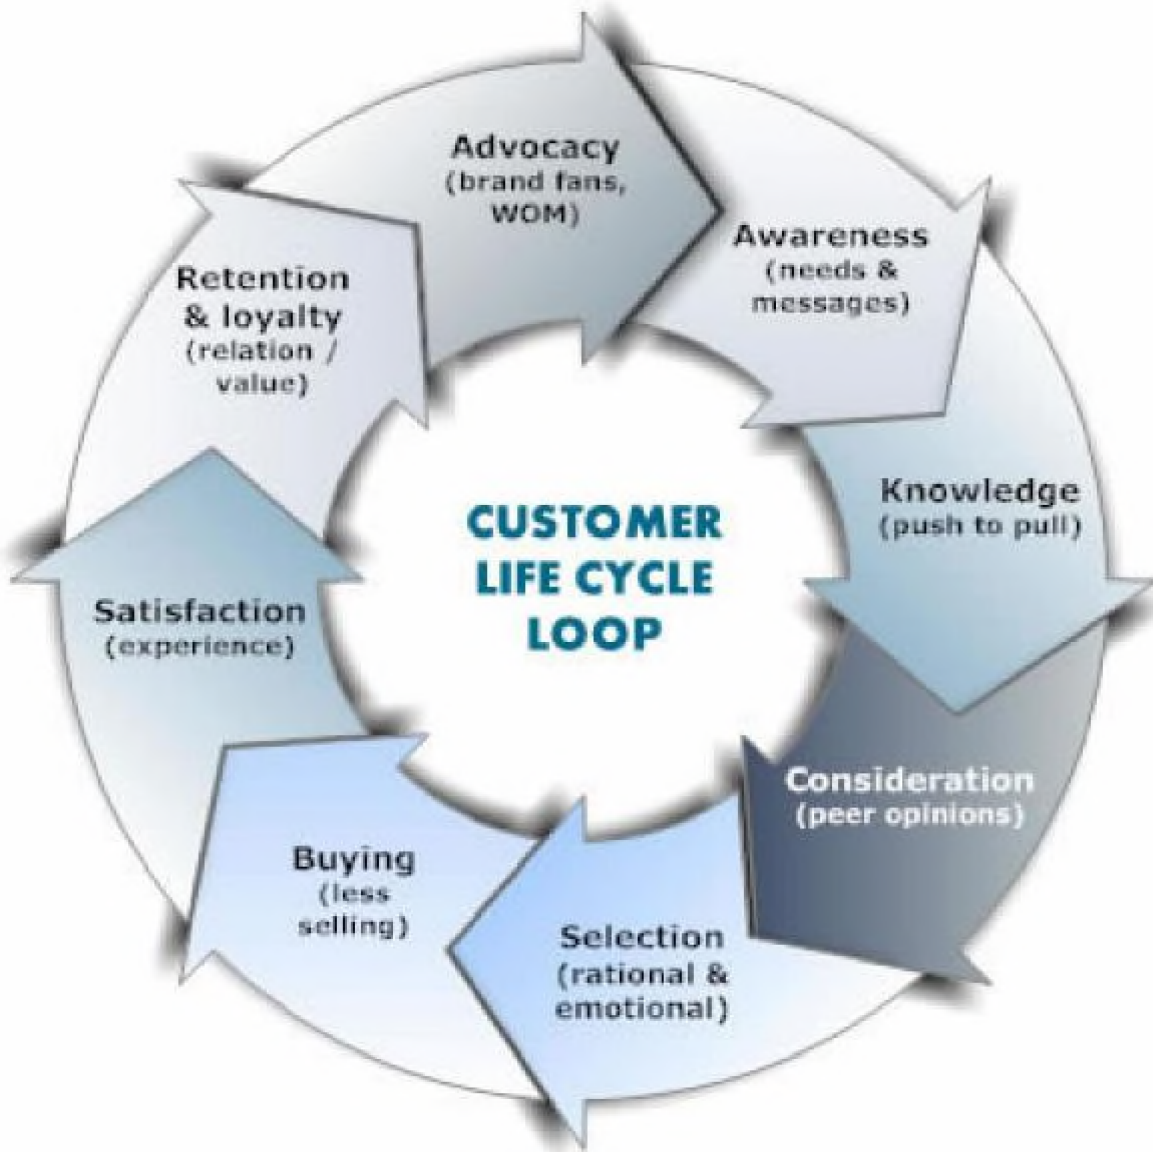 Advocacy
(brand fans,
WOM)
Awareness
(needs &
messages)
Knowledge
(push to pull)
Consideration
(peer opinions)
Selection
(rational &
emotional)
Buying
(less
selling)
Satisfaction
(experience)
Retention
& loyalty
(relation /
value)
CUSTOMER
LIFE CYCLE
LOOP